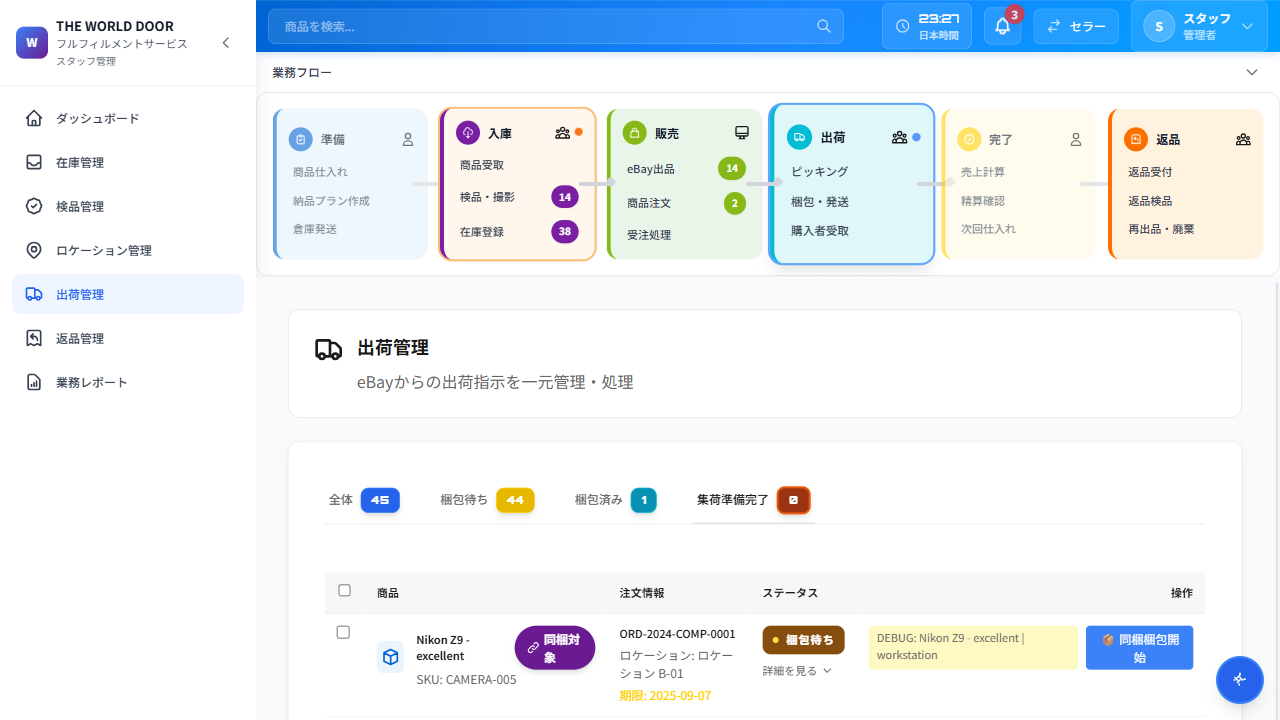 W
THE WORLD DOOR
フルフィルメントサービス
スタッフ管理
ダッシュボード
在庫管理
検品管理
ロケーション管理
出荷管理
返品管理
業務レポート
商品を検索...
23:27
日本時間
3
セラー
S
スタッフ
管理者
業務フロー
準備
商品仕入れ
納品プラン作成
倉庫発送
入庫
商品受取
検品・撮影 14
在庫登録 38
販売
eBay出品 14
商品注文 2
受注処理
出荷
ピッキング
梱包・発送
購入者受取
完了
売上計算
精算確認
次回仕入れ
返品
返品受付
返品検品
再出品・廃棄
出荷管理
eBayからの出荷指示を一元管理・処理
全体 45 梱包待ち 44 梱包済み 1 集荷準備完了 0
商品 注文情報 ステータス 操作
Nikon Z9 -
excellent
SKU: CAMERA-005
同梱対
象
ORD-2024-COMP-0001
ロケーション: ロケー
ション B-01
期限: 2025-09-07
梱包待ち
詳細を見る
DEBUG: Nikon Z9 - excellent |
workstation
同梱梱包開
始